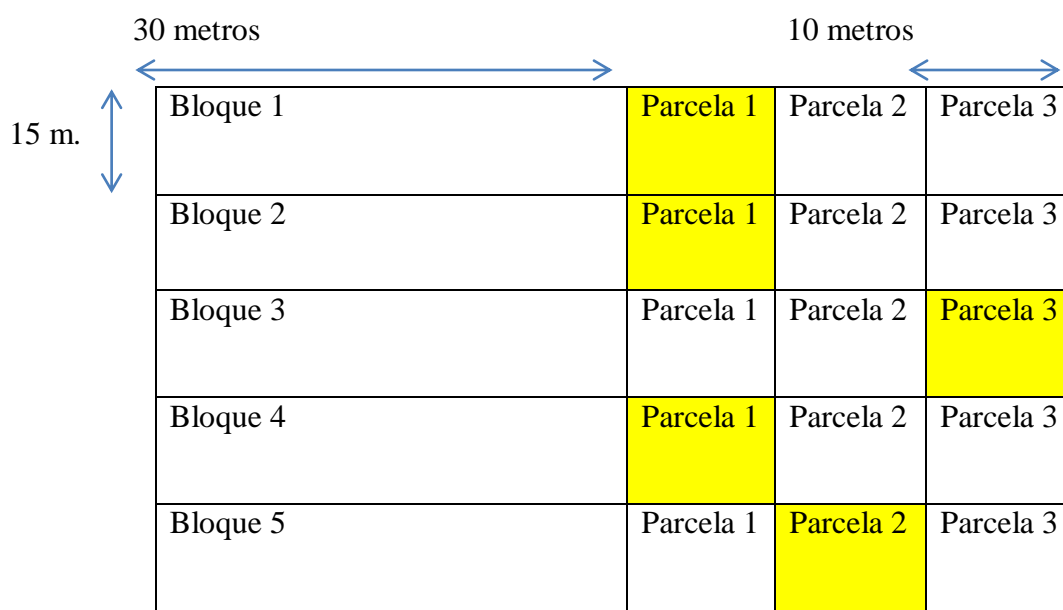 30 metros 10 metros
15 m.
Bloque 1 Parcela 1 Parcela 2 Parcela 3
Bloque 2 Parcela 1 Parcela 2 Parcela 3
Bloque 3 Parcela 1 Parcela 2 Parcela 3
Bloque 4 Parcela 1 Parcela 2 Parcela 3
Bloque 5 Parcela 1 Parcela 2 Parcela 3